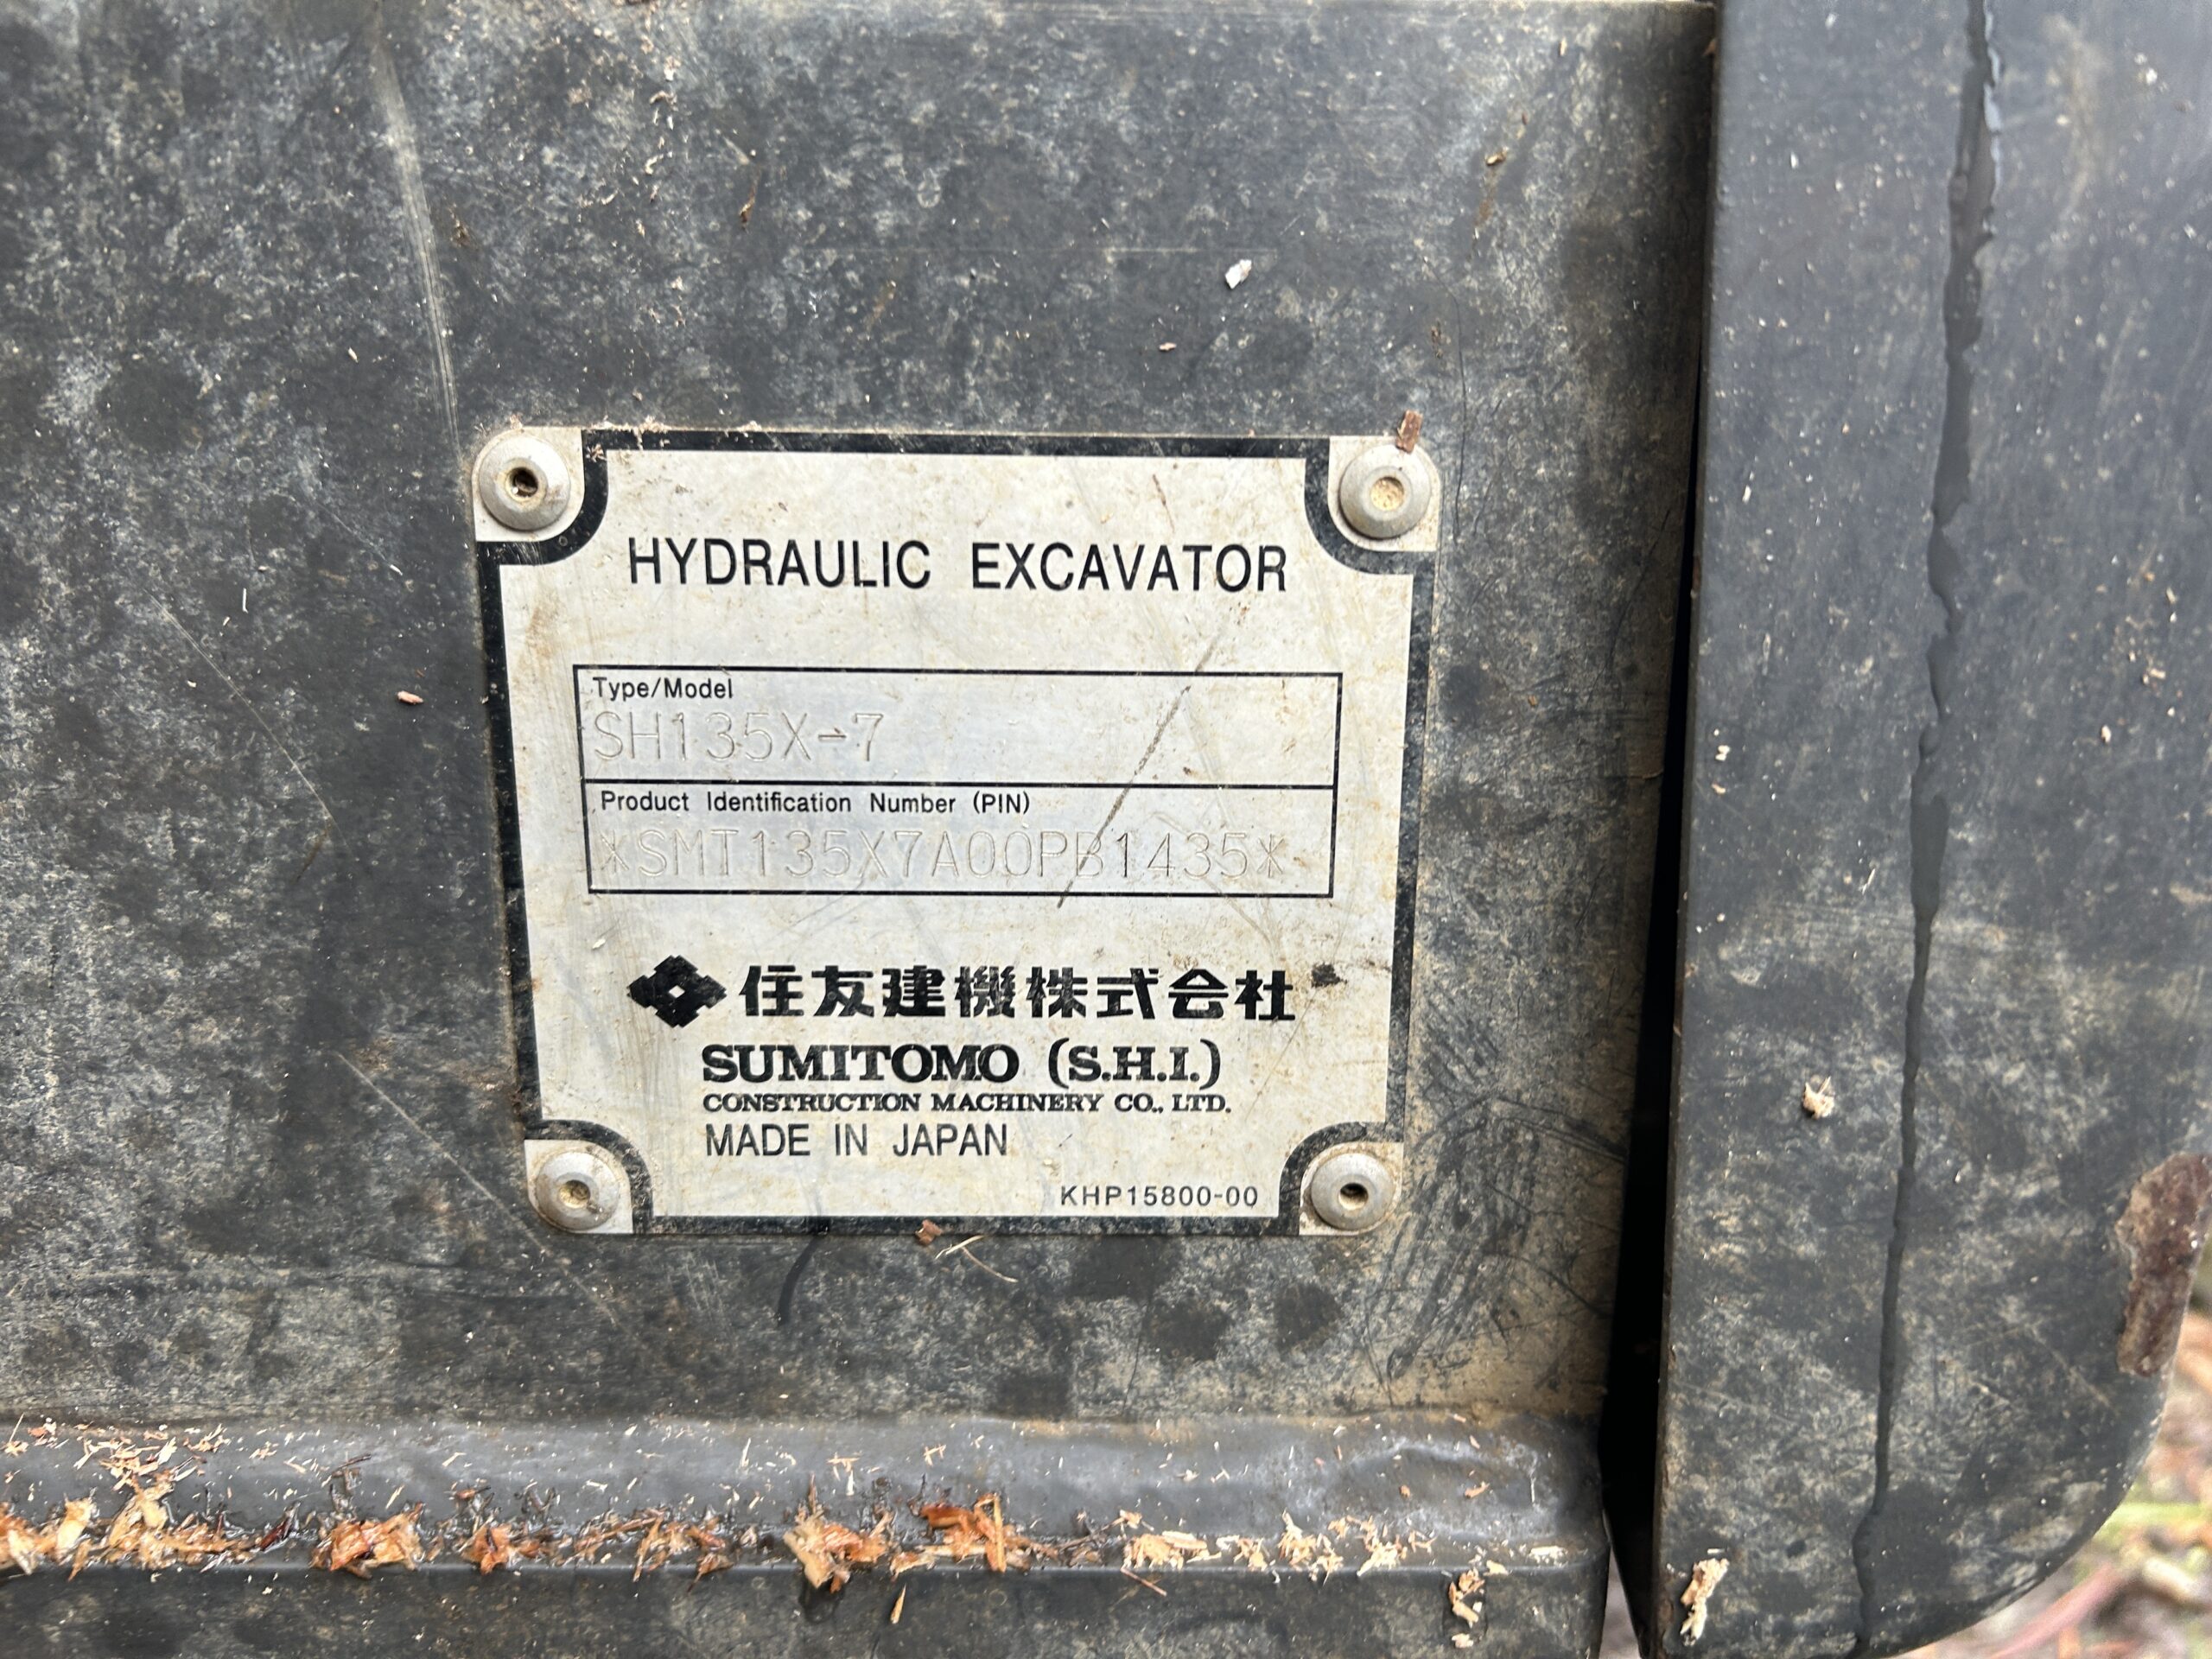 HYDRAULIC EXCAVATOR
Type/Model
SH135X-7
Product Identification Number (PIN)
*SMT135X7A00PB1435*
住友建機株式会社
SUMITOMO (S.H.I.)
CONSTRUCTION MACHINERY CO., LTD.
MADE IN JAPAN
KHP15800-00